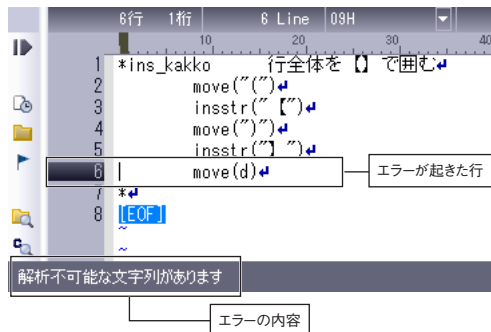 6行 1桁 6 Line 09H
10 20 30 40
1 *ins_kakko 行全体を【】で囲む↵
2 move("(")↵
3 insstr("【")↵
4 move(")")↵
5 insstr("】")↵
6 move(d)↵
エラーが起きた行
7 *↵
8 [EOF]
~
~
解析不可能な文字列があります
エラーの内容